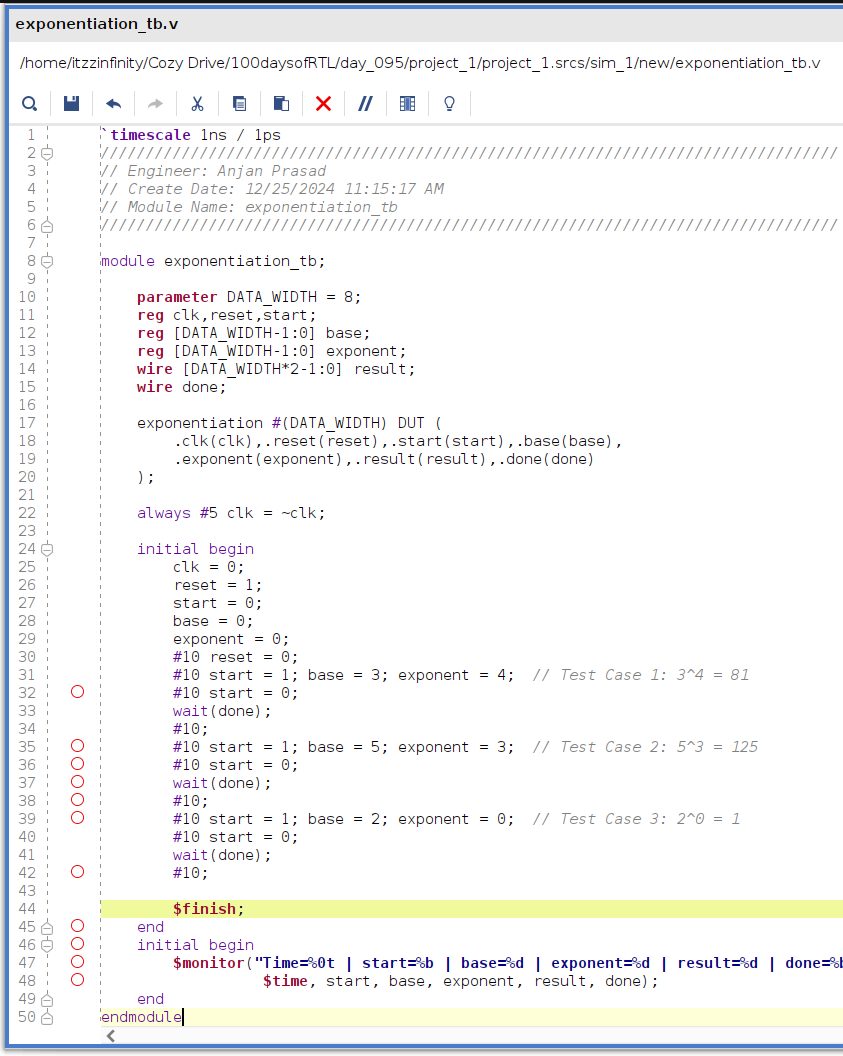 exponentiation_tb.v
/home/itzzinfinity/Cozy Drive/100daysofRTL/day_095/project_1/project_1.srcs/sim_1/new/exponentiation_tb.v
1 `timescale 1ns / 1ps
2 //////////////////////////////////////////////////////////////////////////////////
3 // Engineer: Anjan Prasad
4 // Create Date: 12/25/2024 11:15:17 AM
5 // Module Name: exponentiation_tb
6 //////////////////////////////////////////////////////////////////////////////////
7
8 module exponentiation_tb;
9
10     parameter DATA_WIDTH = 8;
11     reg clk,reset,start;
12     reg [DATA_WIDTH-1:0] base;
13     reg [DATA_WIDTH-1:0] exponent;
14     wire [DATA_WIDTH*2-1:0] result;
15     wire done;
16
17     exponentiation #(DATA_WIDTH) DUT (
18         .clk(clk),.reset(reset),.start(start),.base(base),
19         .exponent(exponent),.result(result),.done(done)
20     );
21
22     always #5 clk = ~clk;
23
24     initial begin
25         clk = 0;
26         reset = 1;
27         start = 0;
28         base = 0;
29         exponent = 0;
30         #10 reset = 0;
31         #10 start = 1; base = 3; exponent = 4;  // Test Case 1: 3^4 = 81
32         #10 start = 0;
33         wait(done);
34         #10;
35         #10 start = 1; base = 5; exponent = 3;  // Test Case 2: 5^3 = 125
36         #10 start = 0;
37         wait(done);
38         #10;
39         #10 start = 1; base = 2; exponent = 0;  // Test Case 3: 2^0 = 1
40         #10 start = 0;
41         wait(done);
42         #10;
43
44         $finish;
45     end
46     initial begin
47         $monitor("Time=%0t | start=%b | base=%d | exponent=%d | result=%d | done=%b
48                   $time, start, base, exponent, result, done);
49     end
50 endmodule